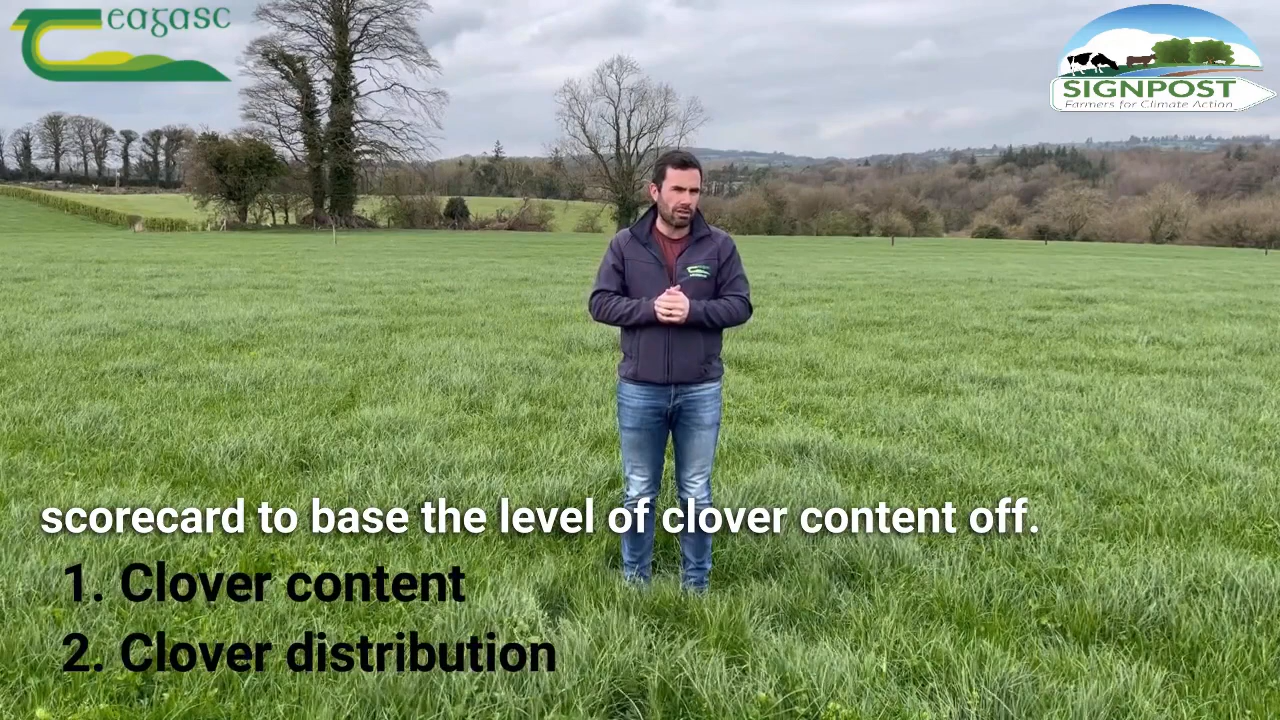 Teagasc
SIGNPOST
Farmers for Climate Action
scorecard to base the level of clover content off.
1. Clover content
2. Clover distribution